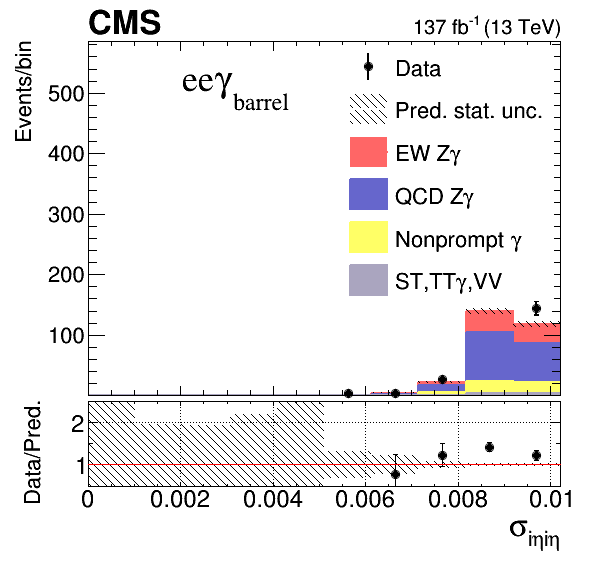 CMS 137 fb⁻¹ (13 TeV)
Events/bin
eeγ_barrel
Data
Pred. stat. unc.
EW Zγ
QCD Zγ
Nonprompt γ
ST,TTγ,VV
500
400
300
200
100
Data/Pred.
2
1
0 0.002 0.004 0.006 0.008 0.01
σ_iηiη